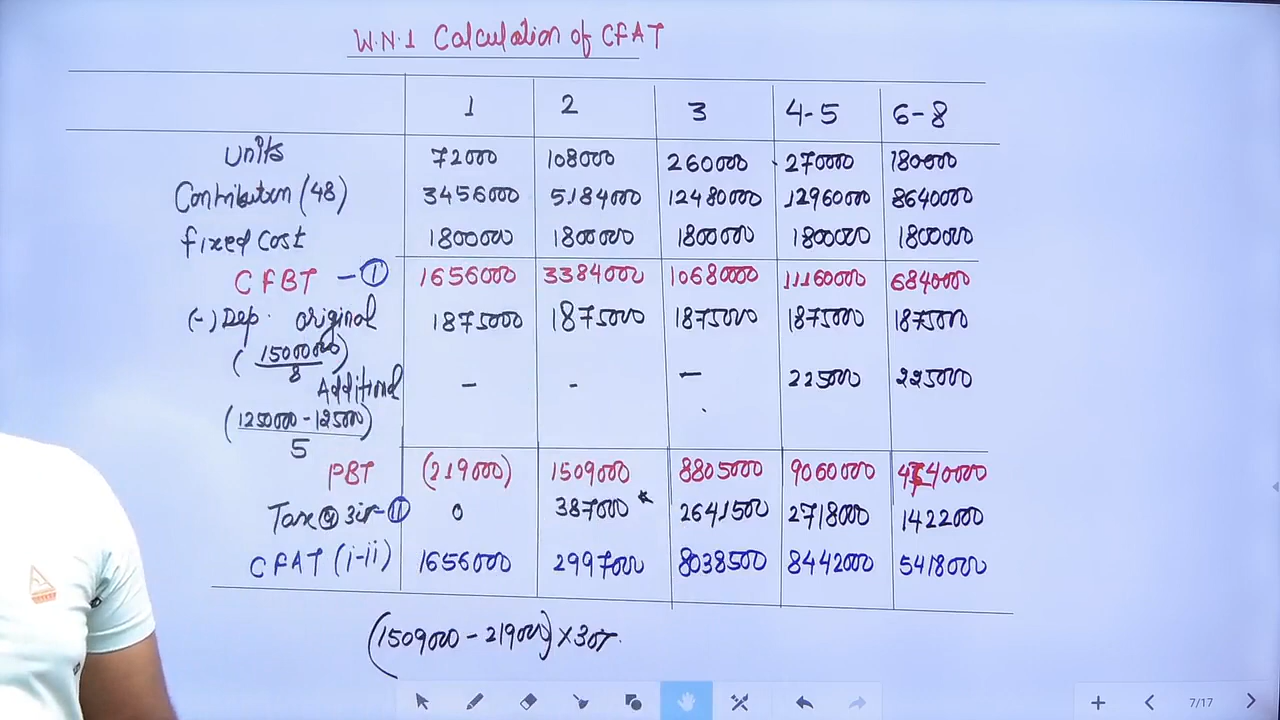 W.N.1 Calculation of CFAT
1 2 3 4-5 6-8
Units 72000 108000 260000 270000 180000
Contribution (48) 3456000 5184000 12480000 12960000 8640000
fixed cost 1800000 1800000 1800000 1800000 1800000
CFBT - I 1656000 3384000 10680000 11160000 6840000
(-) Dep. original 1875000 1875000 1875000 1875000 1875000
(15000000/8)
Additional - - - 225000 225000
(1250000 - 125000)/5
PBT (219000) 1509000 8805000 9060000 4740000
Tax @ 30% - II 0 387000 * 2641500 2718000 1422000
CFAT (i-ii) 1656000 2997000 8038500 8442000 5418000
(1509000 - 219000) × 30%
7/17